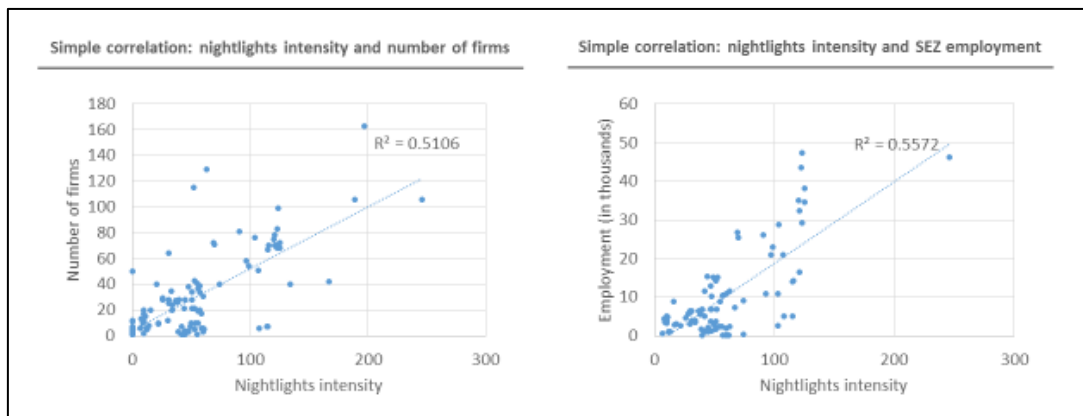 Simple correlation: nightlights intensity and number of firms
Number of firms
180
160
140
120
100
80
60
40
20
0
R² = 0.5106
0 100 200 300
Nightlights intensity
Simple correlation: nightlights intensity and SEZ employment
Employment (in thousands)
60
50
40
30
20
10
0
R² = 0.5572
0 100 200 300
Nightlights intensity